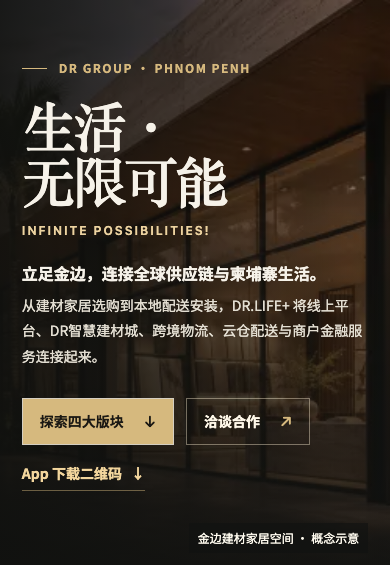 DR GROUP · PHNOM PENH
生活·
无限可能
INFINITE POSSIBILITIES!
立足金边，连接全球供应链与柬埔寨生活。
从建材家居选购到本地配送安装，DR.LIFE+ 将线上平
台、DR智慧建材城、跨境物流、云仓配送与商户金融服
务连接起来。
探索四大版块 ↓ 洽谈合作 ↗
App 下载二维码 ↓
金边建材家居空间 · 概念示意